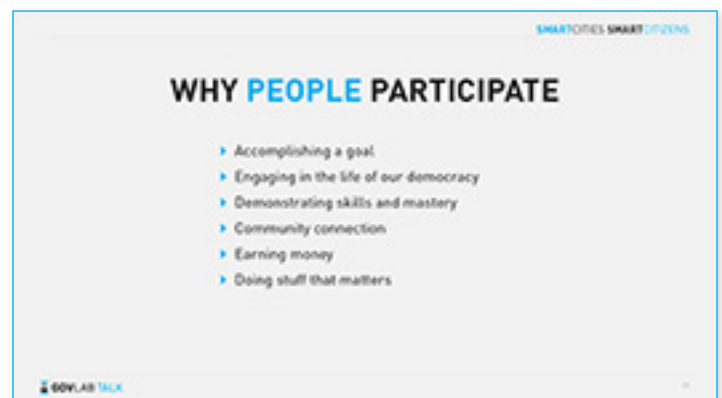 SMARTCITIES SMARTCITIZENS
WHY PEOPLE PARTICIPATE
Accomplishing a goal
Engaging in the life of our democracy
Demonstrating skills and mastery
Community connection
Earning money
Doing stuff that matters
GOVLAB TALK